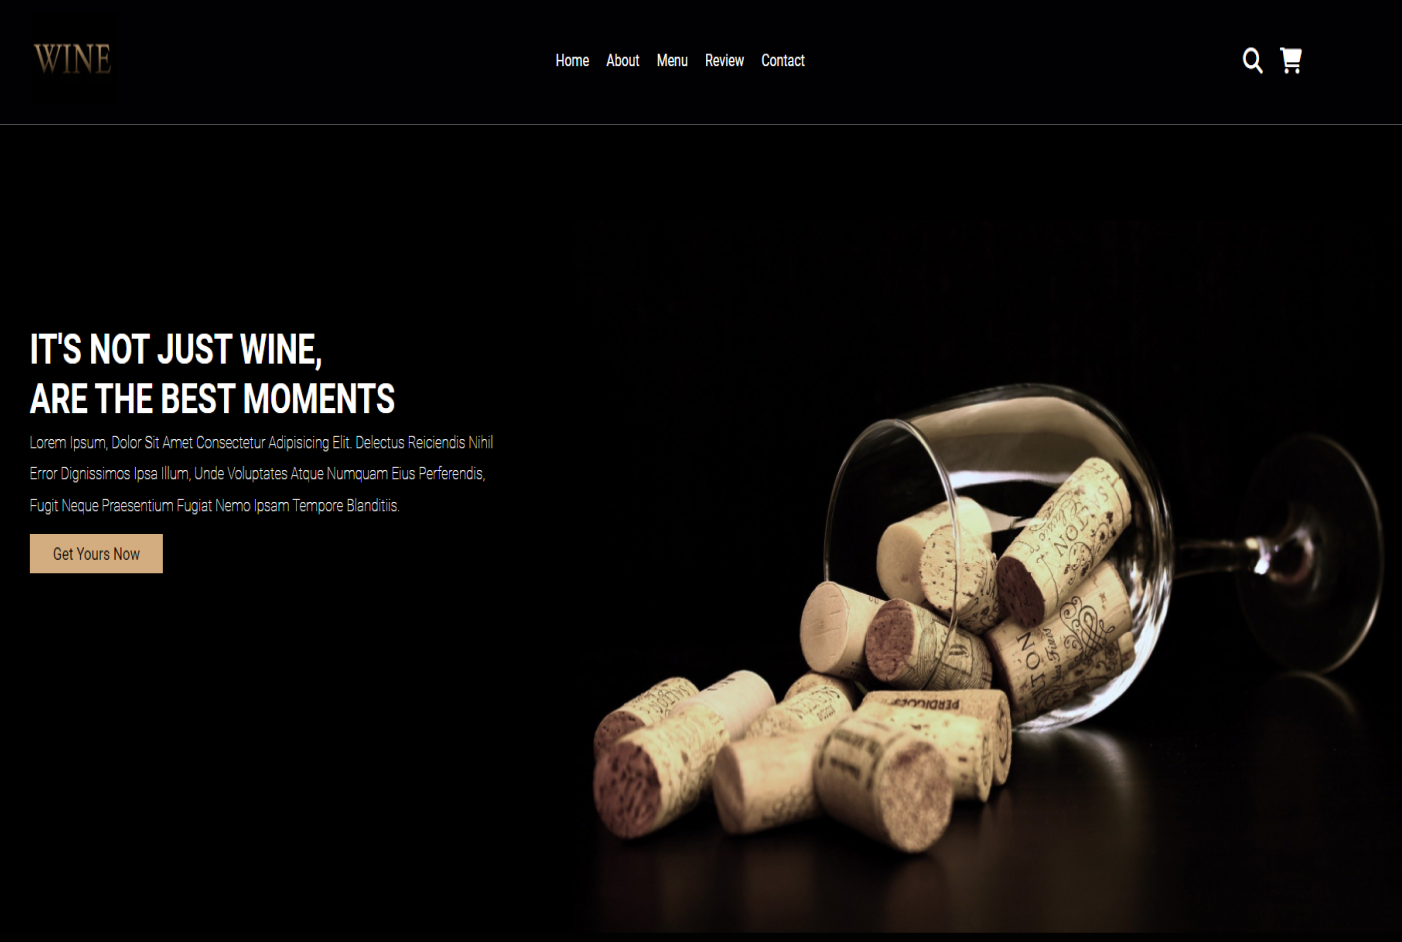 WINE
Home About Menu Review Contact
IT'S NOT JUST WINE,
ARE THE BEST MOMENTS
Lorem Ipsum, Dolor Sit Amet Consectetur Adipisicing Elit. Delectus Reiciendis Nihil
Error Dignissimos Ipsa Illum, Unde Voluptates Atque Numquam Eius Perferendis,
Fugit Neque Praesentium Fugiat Nemo Ipsam Tempore Blanditiis.
Get Yours Now
PERDIGÕES